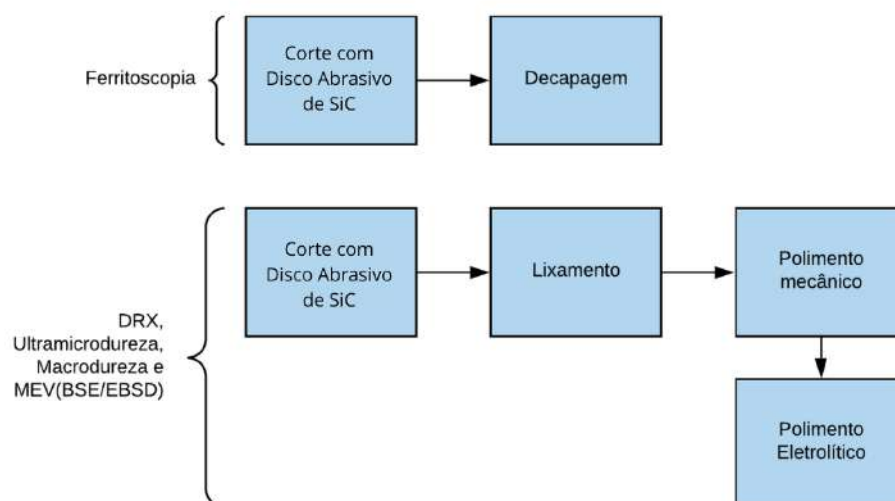 Ferritoscopia
Corte com
Disco Abrasivo
de SiC
Decapagem
DRX,
Ultramicrodureza,
Macrodureza e
MEV(BSE/EBSD)
Corte com
Disco Abrasivo
de SiC
Lixamento
Polimento
mecânico
Polimento
Eletrolítico